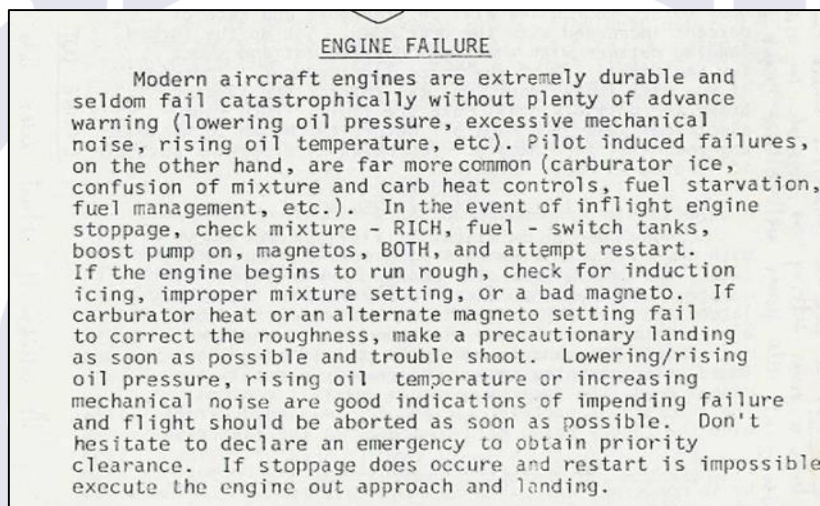 ENGINE FAILURE
Modern aircraft engines are extremely durable and
seldom fail catastrophically without plenty of advance
warning (lowering oil pressure, excessive mechanical
noise, rising oil temperature, etc). Pilot induced failures,
on the other hand, are far more common (carburator ice,
confusion of mixture and carb heat controls, fuel starvation,
fuel management, etc.). In the event of inflight engine
stoppage, check mixture - RICH, fuel - switch tanks,
boost pump on, magnetos, BOTH, and attempt restart.
If the engine begins to run rough, check for induction
icing, improper mixture setting, or a bad magneto. If
carburator heat or an alternate magneto setting fail
to correct the roughness, make a precautionary landing
as soon as possible and trouble shoot. Lowering/rising
oil pressure, rising oil temperature or increasing
mechanical noise are good indications of impending failure
and flight should be aborted as soon as possible. Don't
hesitate to declare an emergency to obtain priority
clearance. If stoppage does occure and restart is impossible
execute the engine out approach and landing.